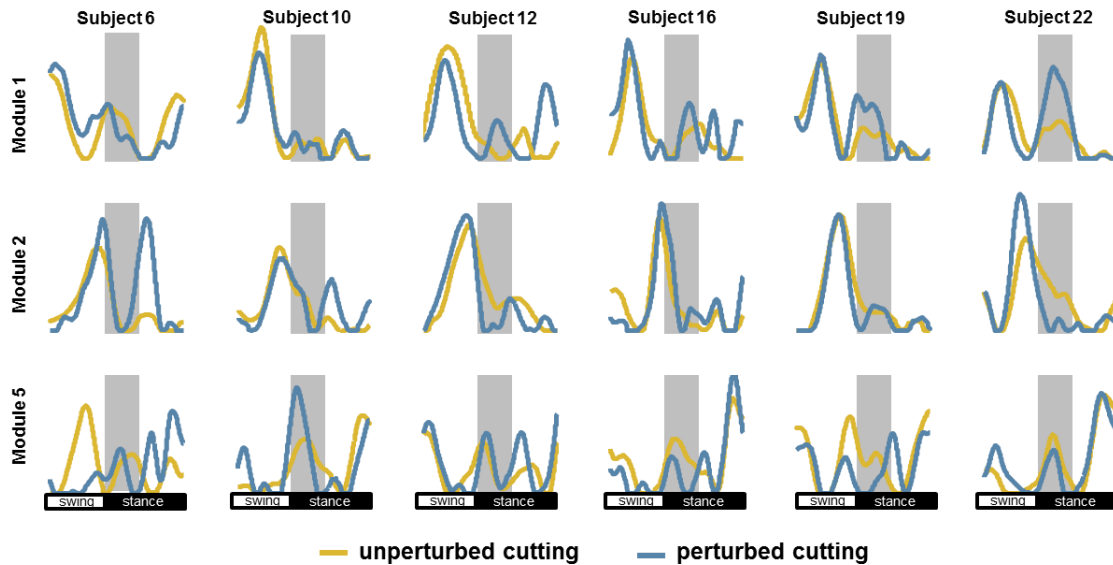 Subject 6 Subject 10 Subject 12 Subject 16 Subject 19 Subject 22
Module 1
Module 2
Module 5
swing stance swing stance swing stance swing stance swing stance swing stance
unperturbed cutting perturbed cutting